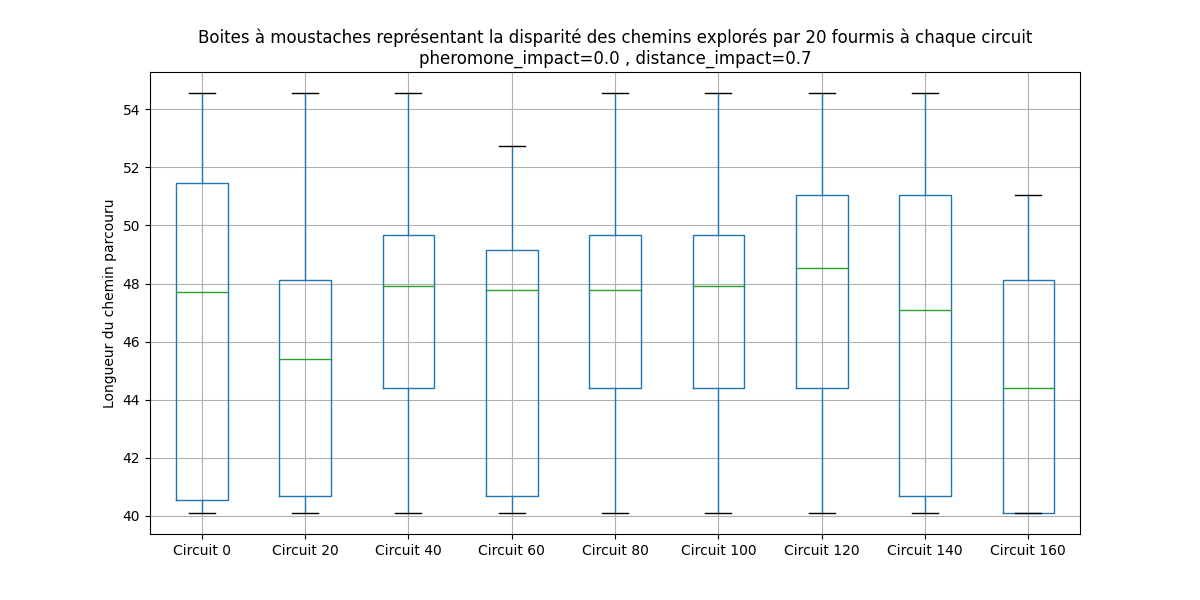 Boites à moustaches représentant la disparité des chemins explorés par 20 fourmis à chaque circuit
pheromone_impact=0.0 , distance_impact=0.7
Longueur du chemin parcouru
54
52
50
48
46
44
42
40
Circuit 0
Circuit 20
Circuit 40
Circuit 60
Circuit 80
Circuit 100
Circuit 120
Circuit 140
Circuit 160